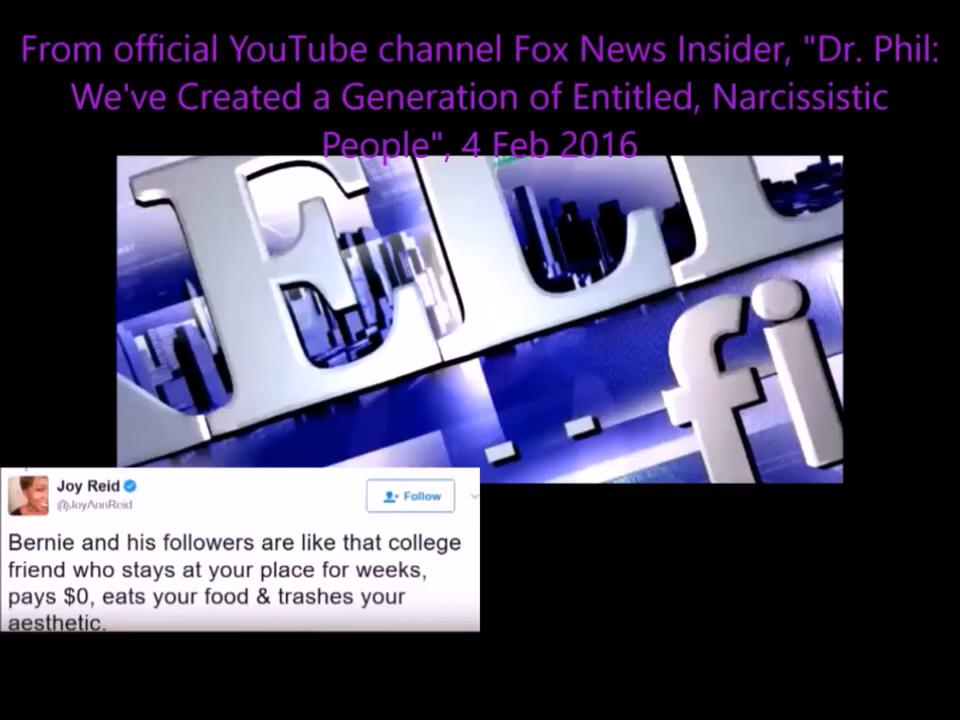 From official YouTube channel Fox News Insider, "Dr. Phil:
We've Created a Generation of Entitled, Narcissistic
People", 4 Feb 2016
fi
Joy Reid
@JoyAnnReid
Follow
Bernie and his followers are like that college
friend who stays at your place for weeks,
pays $0, eats your food & trashes your
aesthetic.